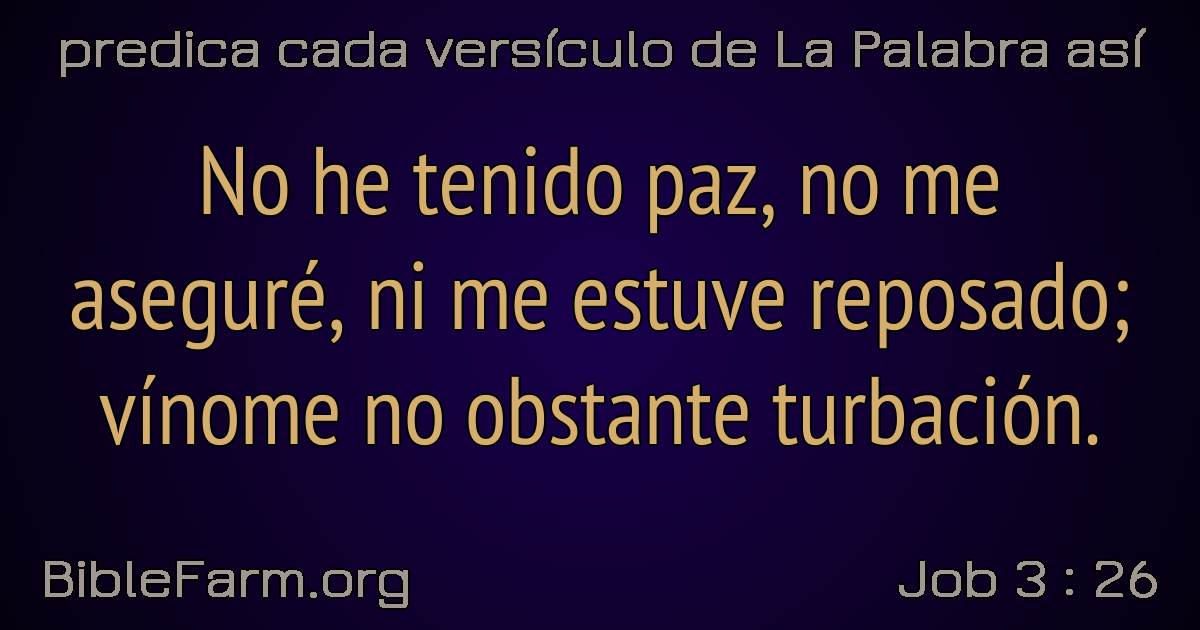 predica cada versículo de La Palabra así
No he tenido paz, no me
aseguré, ni me estuve reposado;
vínome no obstante turbación.
BibleFarm.org
Job 3 : 26